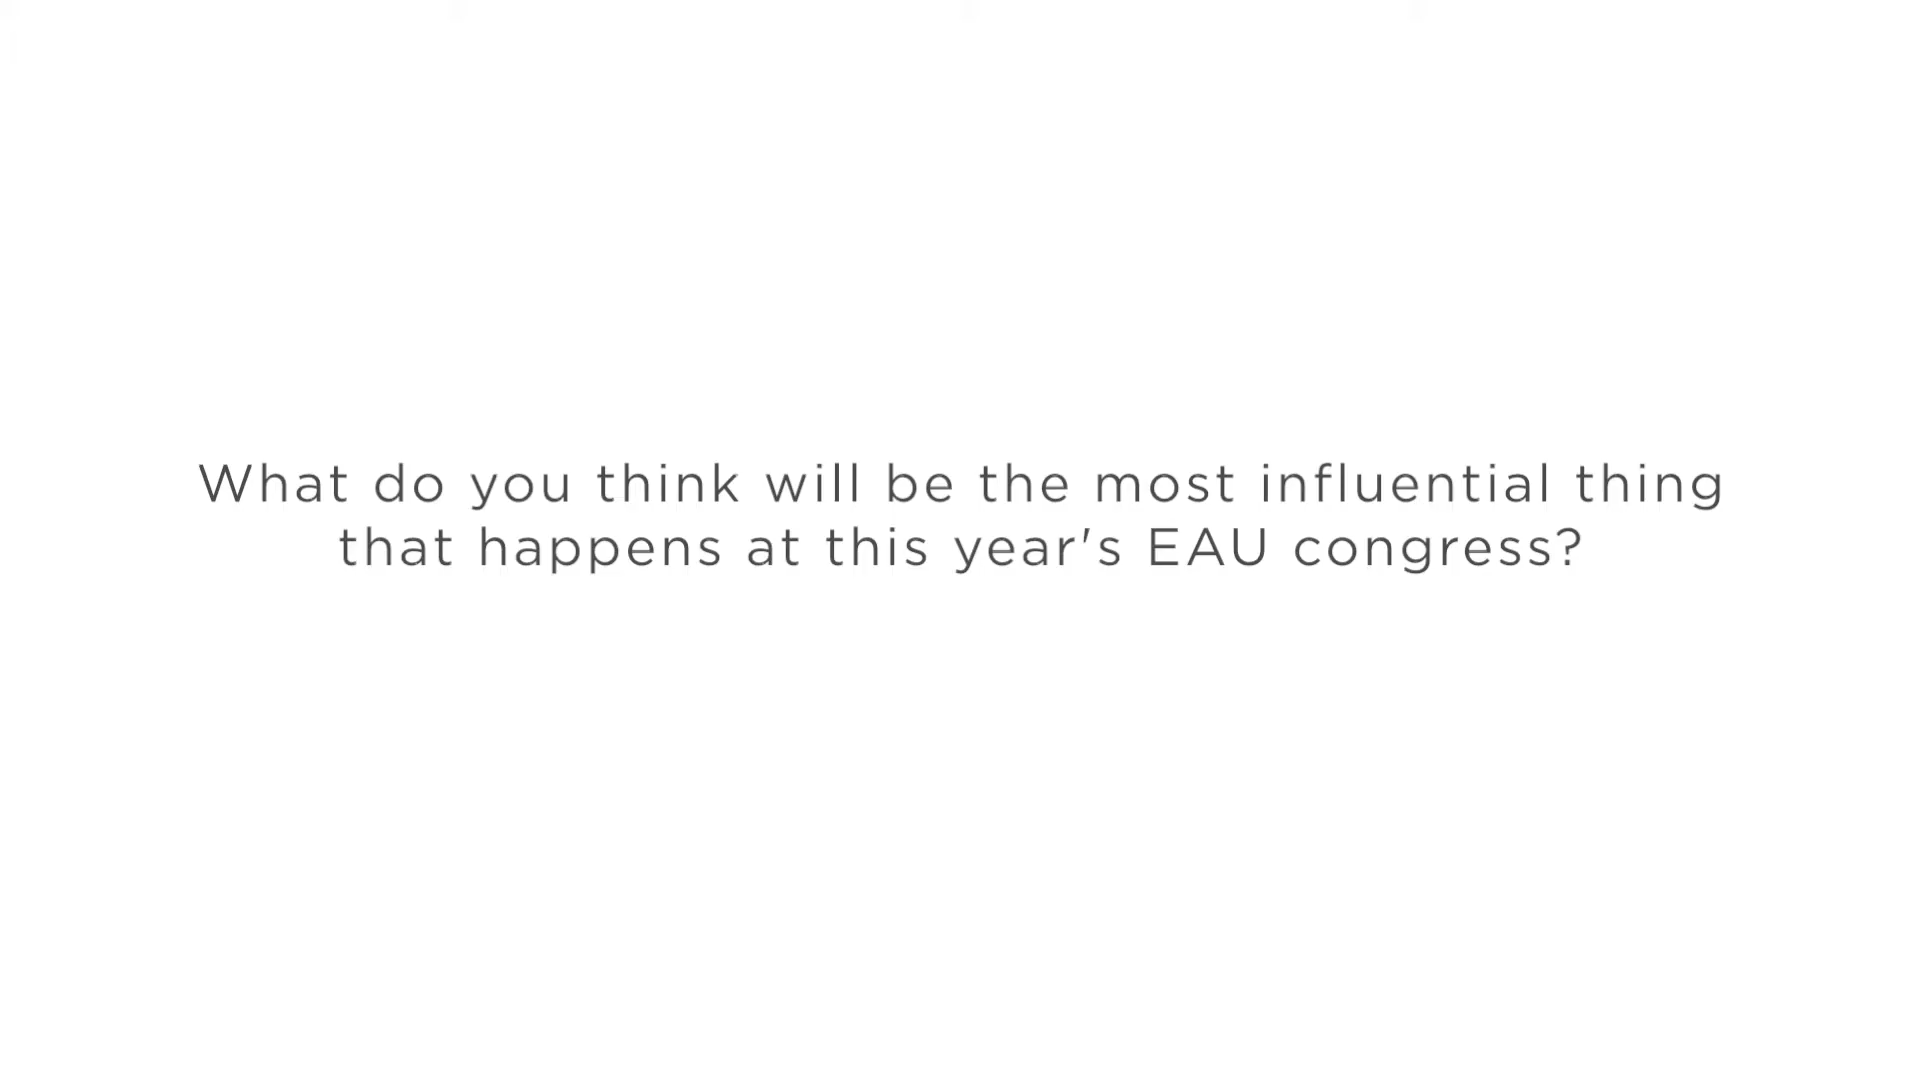 What do you think will be the most influential thing
that happens at this year's EAU congress?